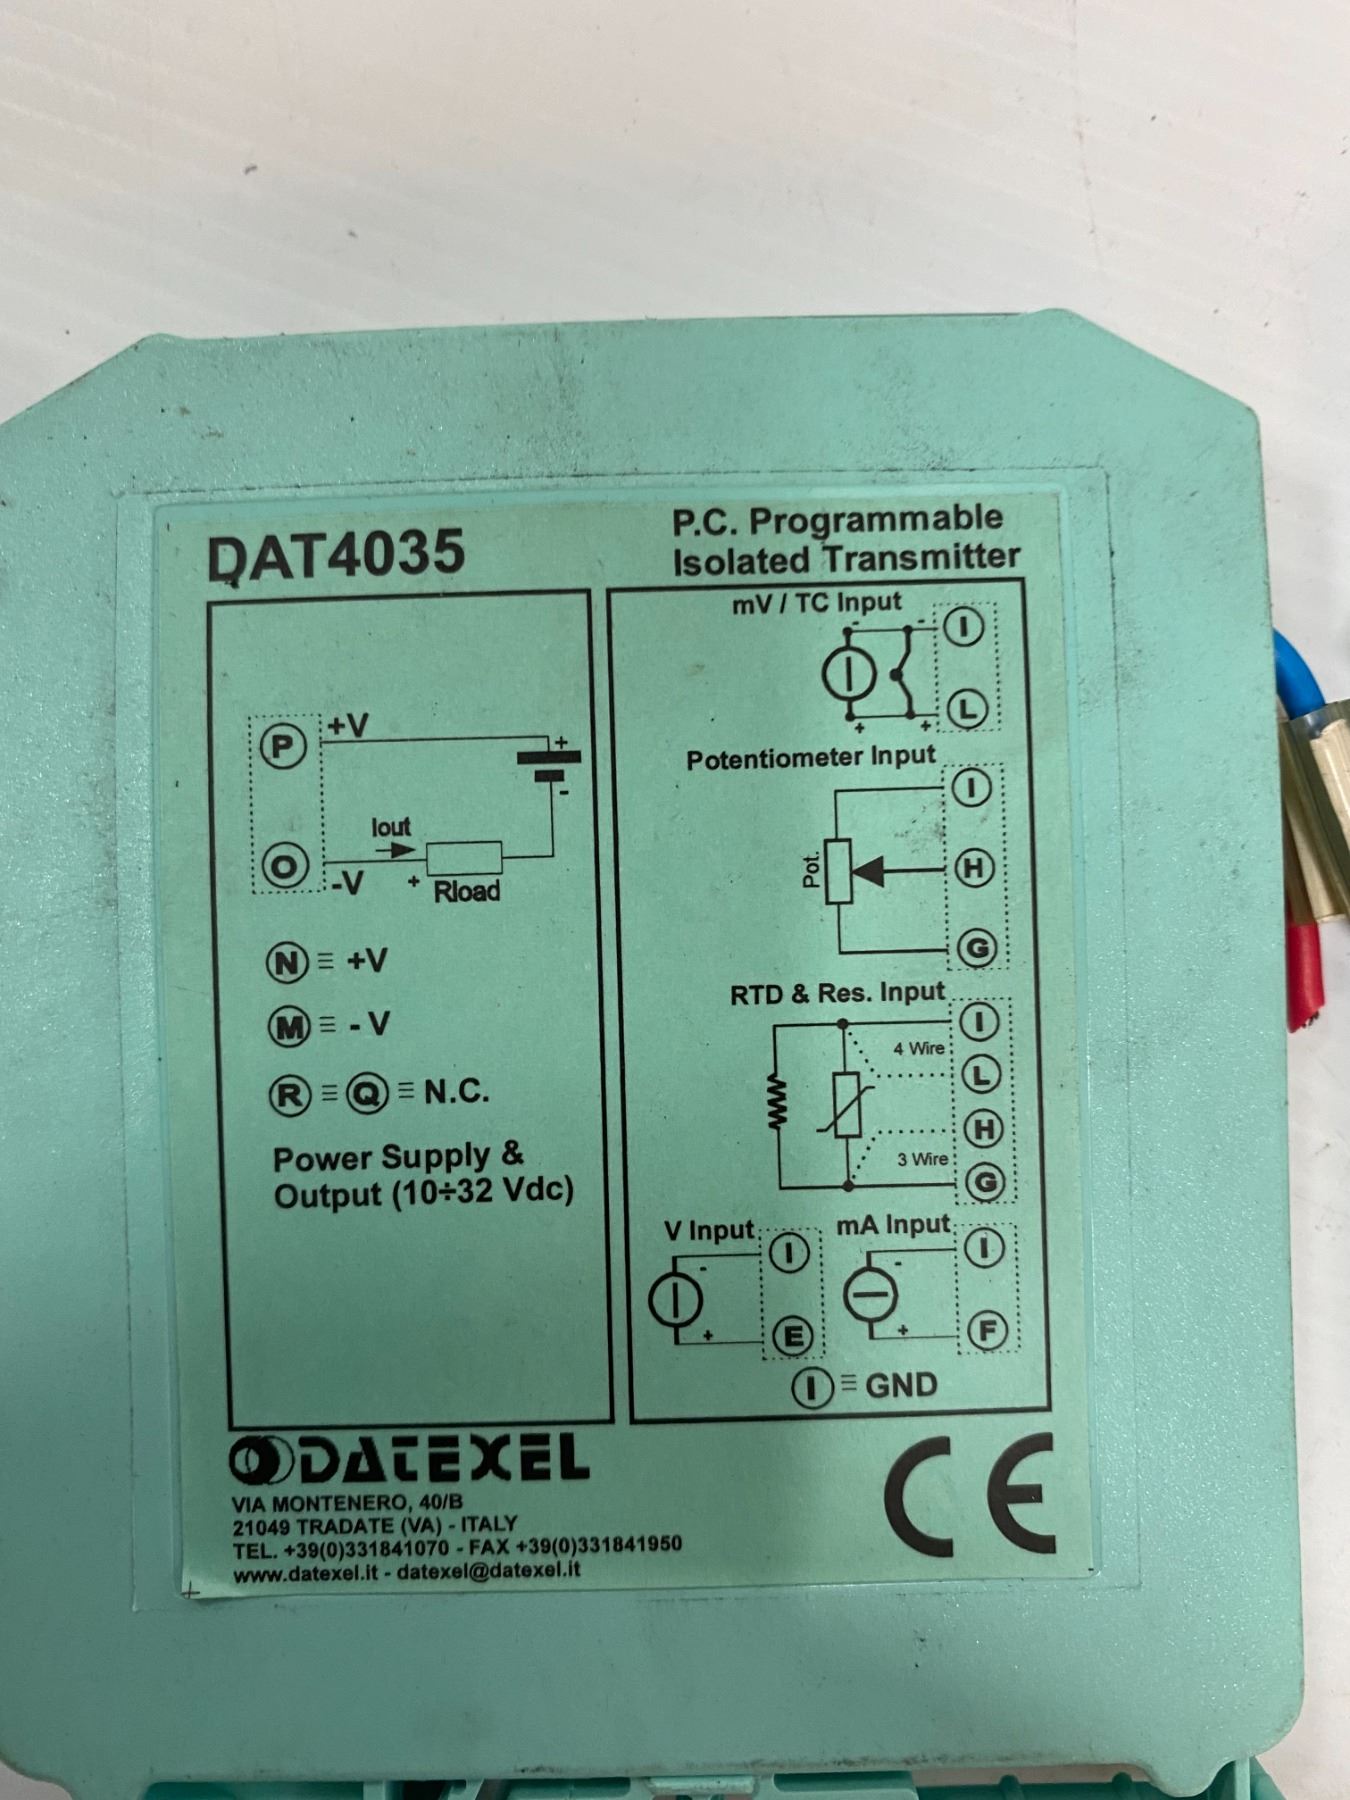 DAT4035
P.C. Programmable
Isolated Transmitter
P +V
+
-
Iout
O -V + Rload
N ≡ +V
M ≡ - V
R ≡ Q ≡ N.C.
Power Supply &
Output (10÷32 Vdc)
mV / TC Input
- - I
+ + L
Potentiometer Input
I
Pot. H
G
RTD & Res. Input
I
4 Wire L
H
3 Wire G
V Input
- I
+ E
mA Input
- I
+ F
I ≡ GND
DATEXEL
VIA MONTENERO, 40/B
21049 TRADATE (VA) - ITALY
TEL. +39(0)331841070 - FAX +39(0)331841950
www.datexel.it - datexel@datexel.it
CE